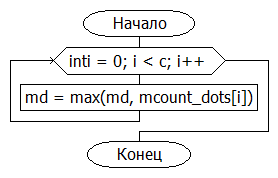 Начало
inti = 0; i < c; i++
md = max(md, mcount_dots[i])
Конец